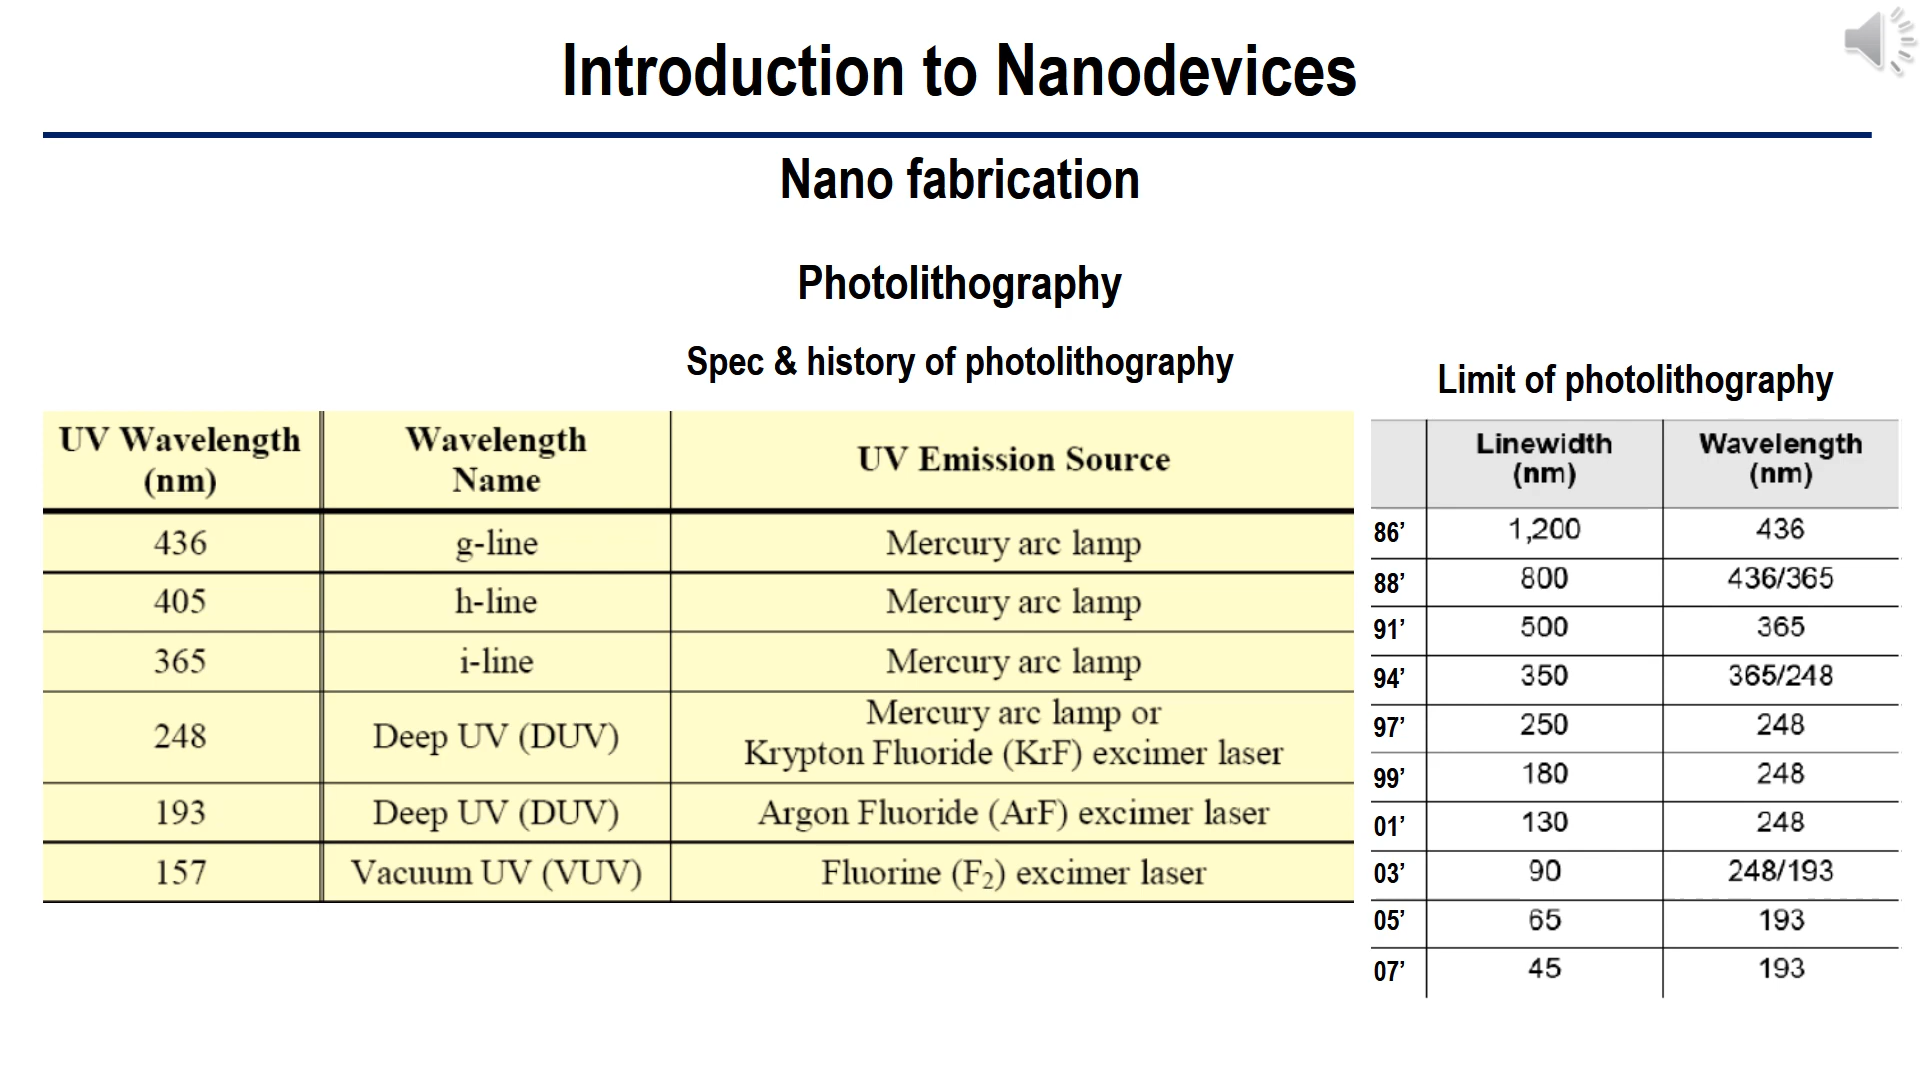 Introduction to Nanodevices
Nano fabrication
Photolithography
Spec & history of photolithography
UV Wavelength (nm) | Wavelength Name | UV Emission Source
436 | g-line | Mercury arc lamp
405 | h-line | Mercury arc lamp
365 | i-line | Mercury arc lamp
248 | Deep UV (DUV) | Mercury arc lamp or Krypton Fluoride (KrF) excimer laser
193 | Deep UV (DUV) | Argon Fluoride (ArF) excimer laser
157 | Vacuum UV (VUV) | Fluorine (F₂) excimer laser
Limit of photolithography
Linewidth (nm) | Wavelength (nm)
86’ | 1,200 | 436
88’ | 800 | 436/365
91’ | 500 | 365
94’ | 350 | 365/248
97’ | 250 | 248
99’ | 180 | 248
01’ | 130 | 248
03’ | 90 | 248/193
05’ | 65 | 193
07’ | 45 | 193